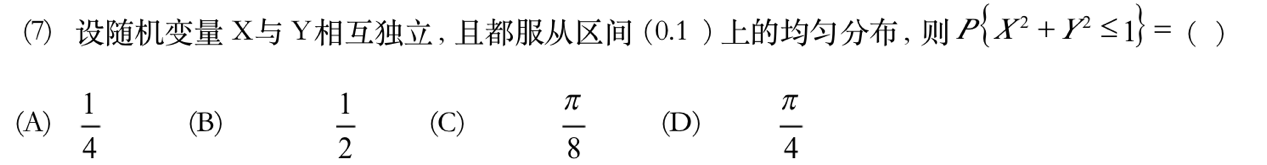 (7) 设随机变量 X与 Y相互独立，且都服从区间 (0.1 ) 上的均匀分布，则 P{X² + Y² ≤ 1} = ( )
(A) 1/4 (B) 1/2 (C) π/8 (D) π/4